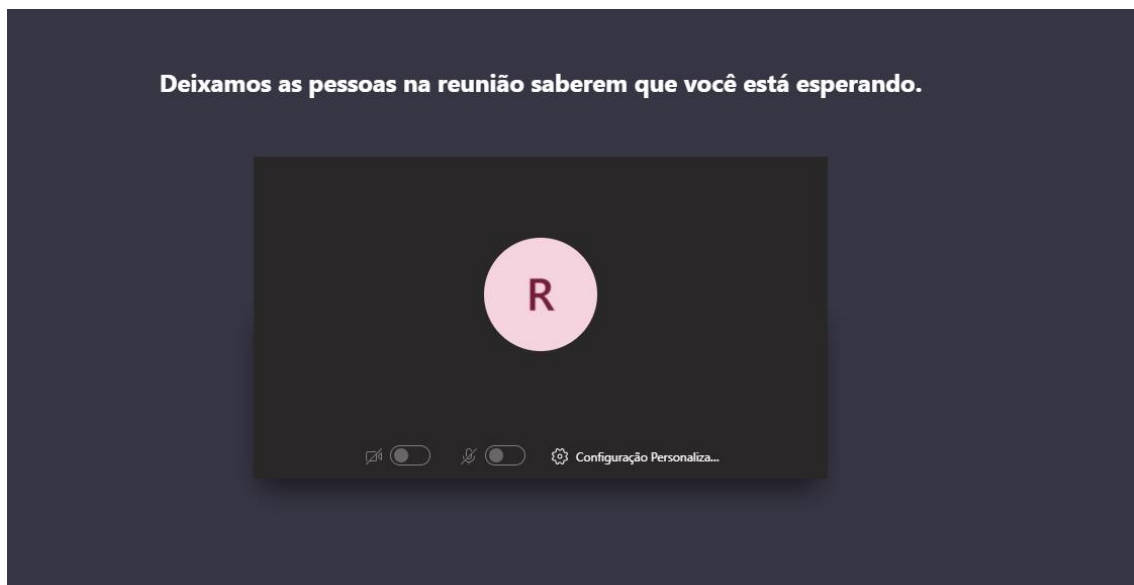 Deixamos as pessoas na reunião saberem que você está esperando.
R
Configuração Personaliza...